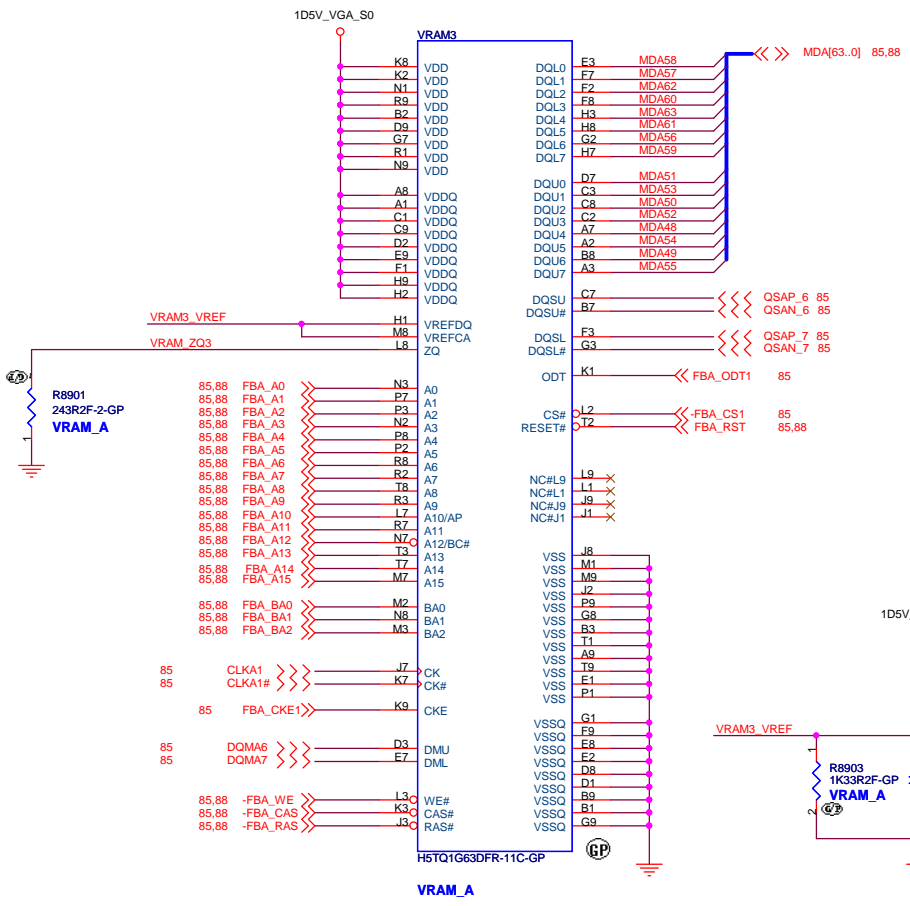 1D5V_VGA_S0
VRAM3
K8 VDD DQL0 E3 MDA58 MDA[63..0] 85,88
K2 VDD DQL1 F7 MDA57
N1 VDD DQL2 F2 MDA62
R9 VDD DQL3 F8 MDA60
B2 VDD DQL4 H3 MDA63
D9 VDD DQL5 H8 MDA61
G7 VDD DQL6 G2 MDA56
R1 VDD DQL7 H7 MDA59
N9 VDD
A8 VDDQ DQU0 D7 MDA51
A1 VDDQ DQU1 C3 MDA53
C1 VDDQ DQU2 C8 MDA50
C9 VDDQ DQU3 C2 MDA52
D2 VDDQ DQU4 A7 MDA48
E9 VDDQ DQU5 A2 MDA54
F1 VDDQ DQU6 B8 MDA49
H9 VDDQ DQU7 A3 MDA55
H2 VDDQ DQSU C7 QSAP_6 85
DQSU# B7 QSAN_6 85
VRAM3_VREF H1 VREFDQ
M8 VREFCA DQSL F3 QSAP_7 85
VRAM_ZQ3 L8 ZQ DQSL# G3 QSAN_7 85
ODT K1 FBA_ODT1 85
R8901
243R2F-2-GP
VRAM_A
1
85,88 FBA_A0 N3 A0
85,88 FBA_A1 P7 A1
85,88 FBA_A2 P3 A2 CS# L2 -FBA_CS1 85
85,88 FBA_A3 N2 A3 RESET# T2 FBA_RST 85,88
85,88 FBA_A4 P8 A4
85,88 FBA_A5 P2 A5
85,88 FBA_A6 R8 A6
85,88 FBA_A7 R2 A7 NC#L9 L9
85,88 FBA_A8 T8 A8 NC#L1 L1
85,88 FBA_A9 R3 A9 NC#J9 J9
85,88 FBA_A10 L7 A10/AP NC#J1 J1
85,88 FBA_A11 R7 A11
85,88 FBA_A12 N7 A12/BC#
85,88 FBA_A13 T3 A13 VSS J8
85,88 FBA_A14 T7 A14 VSS M1
85,88 FBA_A15 M7 A15 VSS M9
VSS J2
85,88 FBA_BA0 M2 BA0 VSS P9
85,88 FBA_BA1 N8 BA1 VSS G8
85,88 FBA_BA2 M3 BA2 VSS B3
VSS T1
VSS A9
85 CLKA1 J7 CK VSS T9
85 CLKA1# K7 CK# VSS E1
VSS P1
85 FBA_CKE1 K9 CKE
VSSQ G1
VSSQ F9
85 DQMA6 D3 DMU VSSQ E8
85 DQMA7 E7 DML VSSQ E2
VSSQ D8
VSSQ D1
85,88 -FBA_WE L3 WE# VSSQ B9
85,88 -FBA_CAS K3 CAS# VSSQ B1
85,88 -FBA_RAS J3 RAS# VSSQ G9
H5TQ1G63DFR-11C-GP
GP
VRAM_A
1D5V_
VRAM3_VREF
1
R8903
1K33R2F-GP
VRAM_A
2